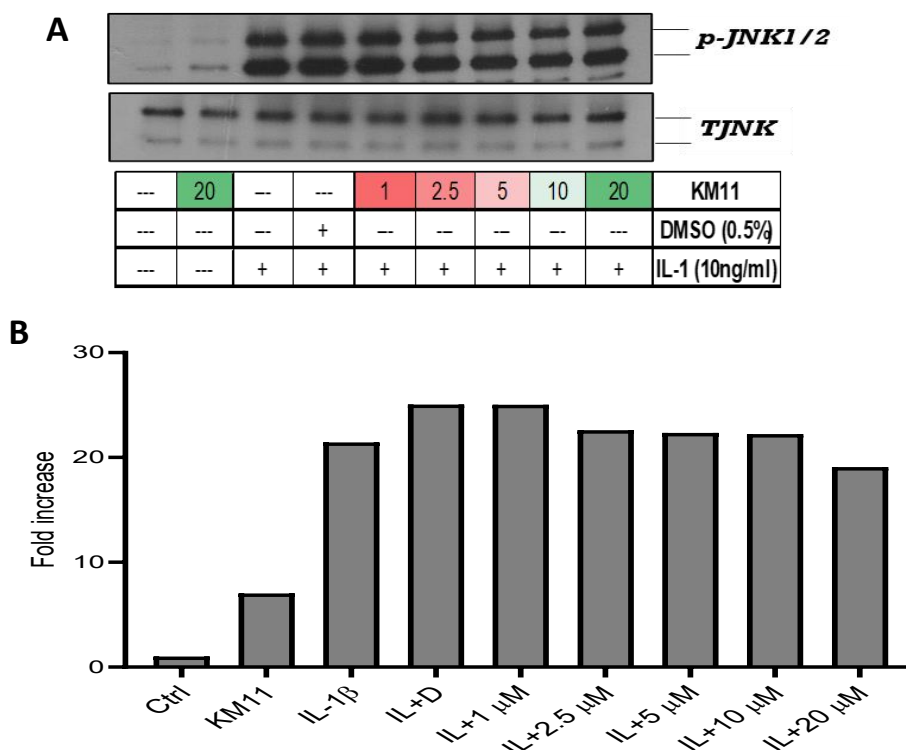 A
p-JNK1/2
TJNK
--- 20 --- --- 1 2.5 5 10 20 KM11
--- --- --- + --- --- --- --- --- DMSO (0.5%)
--- --- + + + + + + + IL-1 (10ng/ml)
B
Fold increase
30
20
10
0
Ctrl KM11 IL-1β IL+D IL+1 μM IL+2.5 μM IL+5 μM IL+10 μM IL+20 μM